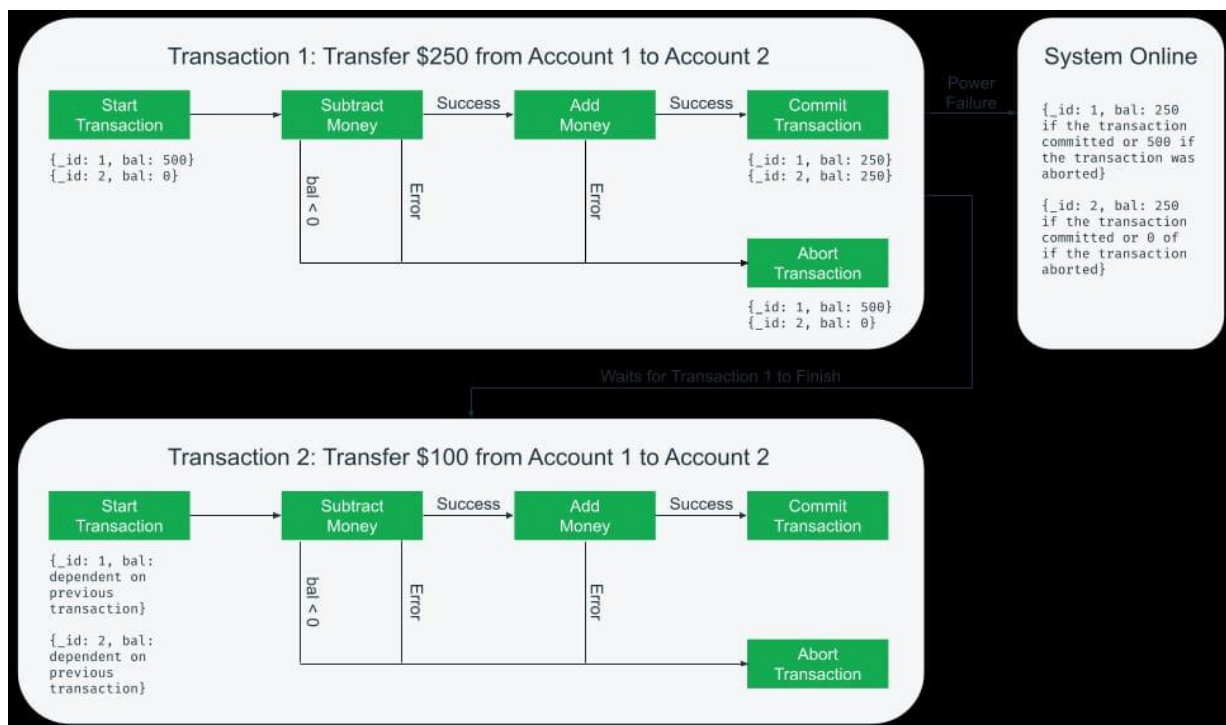 Transaction 1: Transfer $250 from Account 1 to Account 2
Start
Transaction
Subtract
Money
Success
Add
Money
Success
Commit
Transaction
{_id: 1, bal: 500}
{_id: 2, bal: 0}
{_id: 1, bal: 250}
{_id: 2, bal: 250}
bal < 0
Error
Error
Abort
Transaction
{_id: 1, bal: 500}
{_id: 2, bal: 0}
Power
Failure
System Online
{_id: 1, bal: 250
if the transaction
committed or 500 if
the transaction was
aborted}
{_id: 2, bal: 250
if the transaction
committed or 0 of
if the transaction
aborted}
Waits for Transaction 1 to Finish
Transaction 2: Transfer $100 from Account 1 to Account 2
Start
Transaction
Subtract
Money
Success
Add
Money
Success
Commit
Transaction
{_id: 1, bal:
dependent on
previous
transaction}
{_id: 2, bal:
dependent on
previous
transaction}
bal < 0
Error
Error
Abort
Transaction